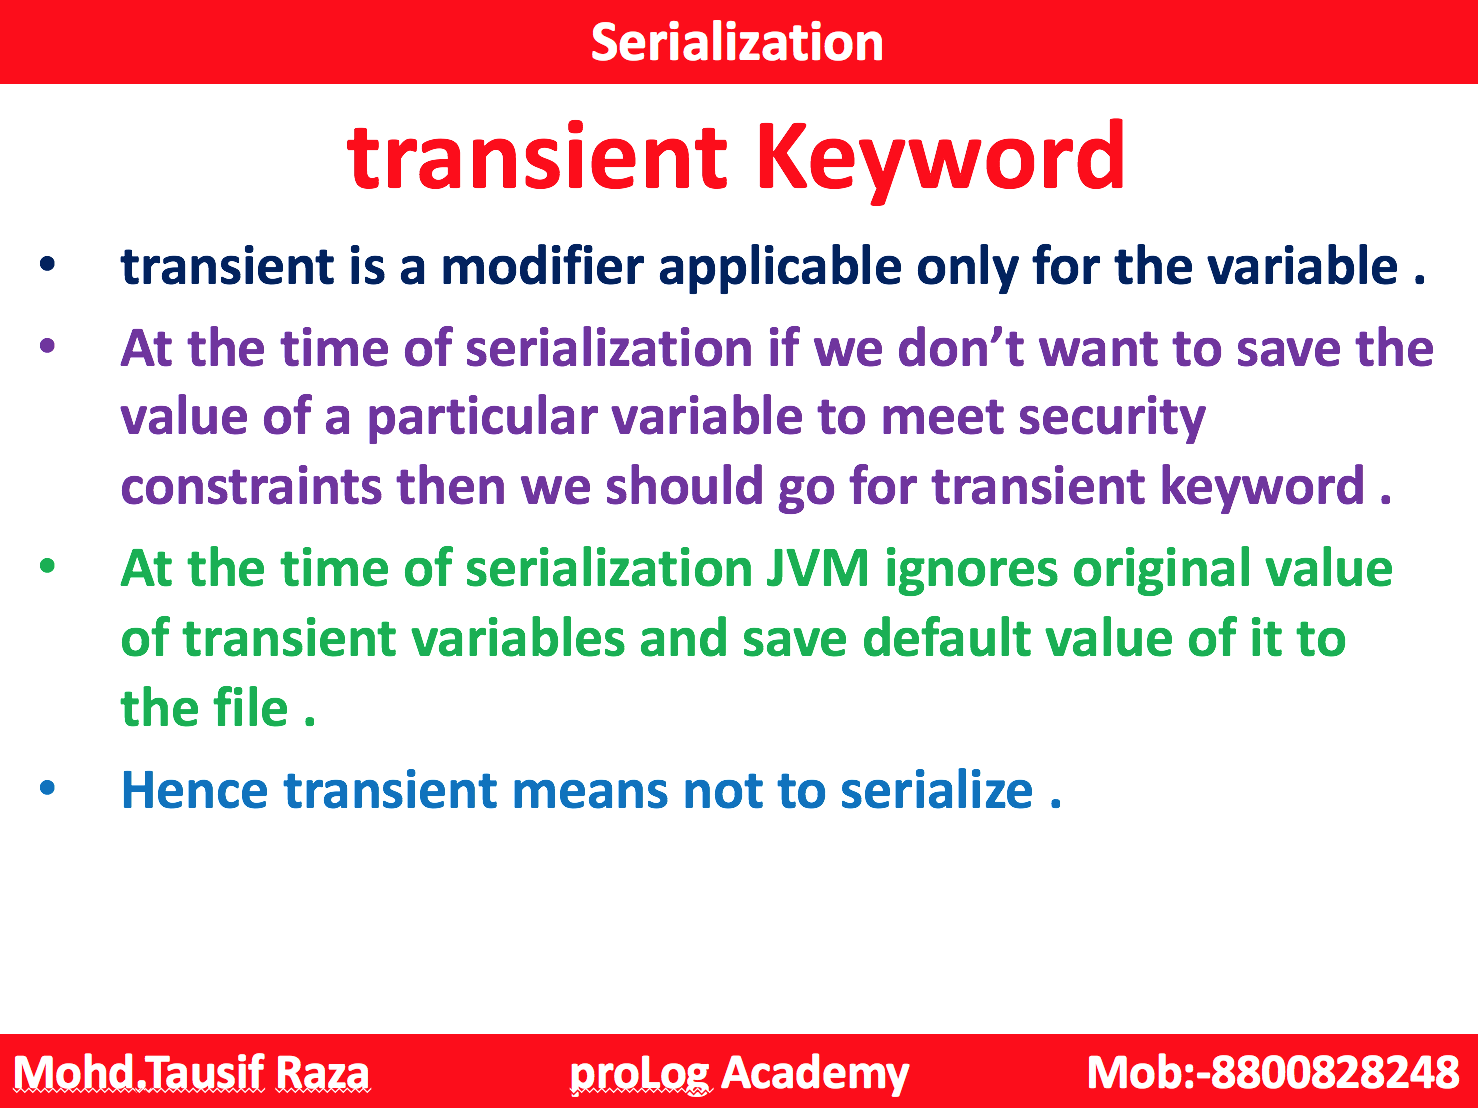 Serialization
transient Keyword
• transient is a modifier applicable only for the variable .
• At the time of serialization if we don’t want to save the
value of a particular variable to meet security
constraints then we should go for transient keyword .
• At the time of serialization JVM ignores original value
of transient variables and save default value of it to
the file .
• Hence transient means not to serialize .
Mohd.Tausif Raza proLog Academy Mob:-8800828248